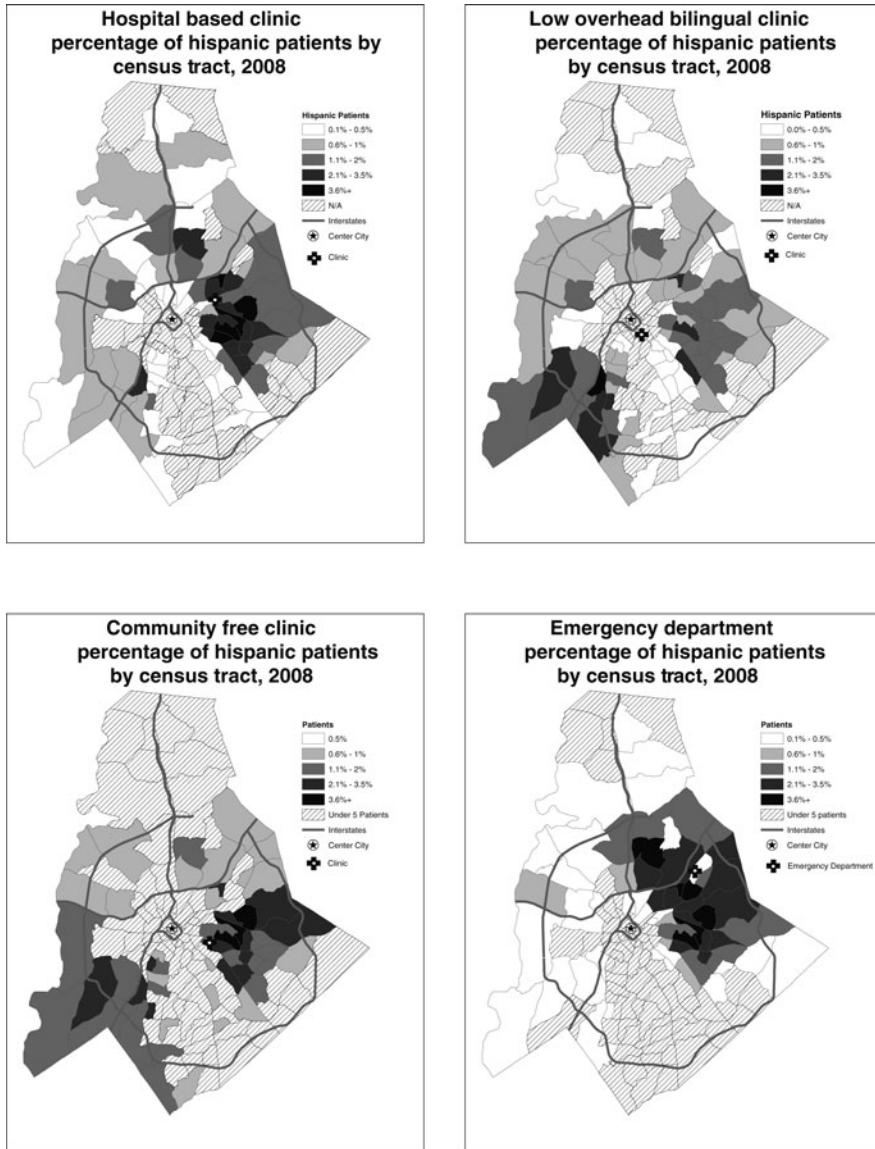 Hospital based clinic
percentage of hispanic patients by
census tract, 2008
Hispanic Patients
0.1% - 0.5%
0.6% - 1%
1.1% - 2%
2.1% - 3.5%
3.6%+
N/A
Interstates
Center City
Clinic
Low overhead bilingual clinic
percentage of hispanic patients
by census tract, 2008
Hispanic Patients
0.0% - 0.5%
0.6% - 1%
1.1% - 2%
2.1% - 3.5%
3.6%+
N/A
Interstates
Center City
Clinic
Community free clinic
percentage of hispanic patients
by census tract, 2008
Patients
0.5%
0.6% - 1%
1.1% - 2%
2.1% - 3.5%
3.6%+
Under 5 Patients
Interstates
Center City
Clinic
Emergency department
percentage of hispanic patients
by census tract, 2008
Patients
0.1% - 0.5%
0.6% - 1%
1.1% - 2%
2.1% - 3.5%
3.6%+
Under 5 patients
Interstates
Center City
Emergency Department